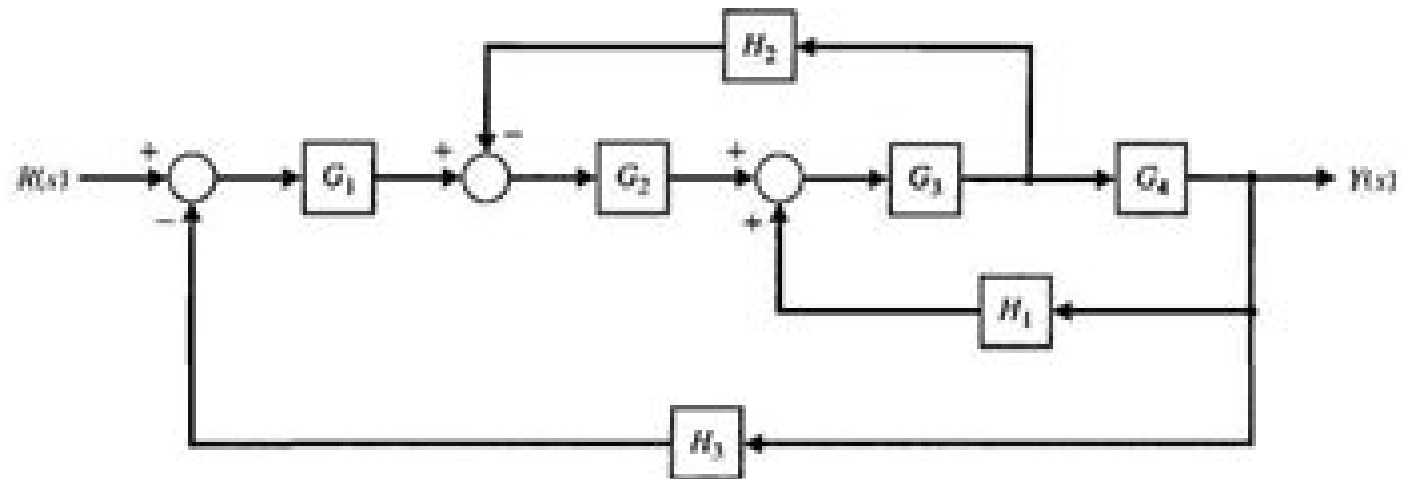 H₂
−
+
+
+
R(s)
G₁
G₂
G₃
G₄
Y(s)
−
+
H₁
H₃